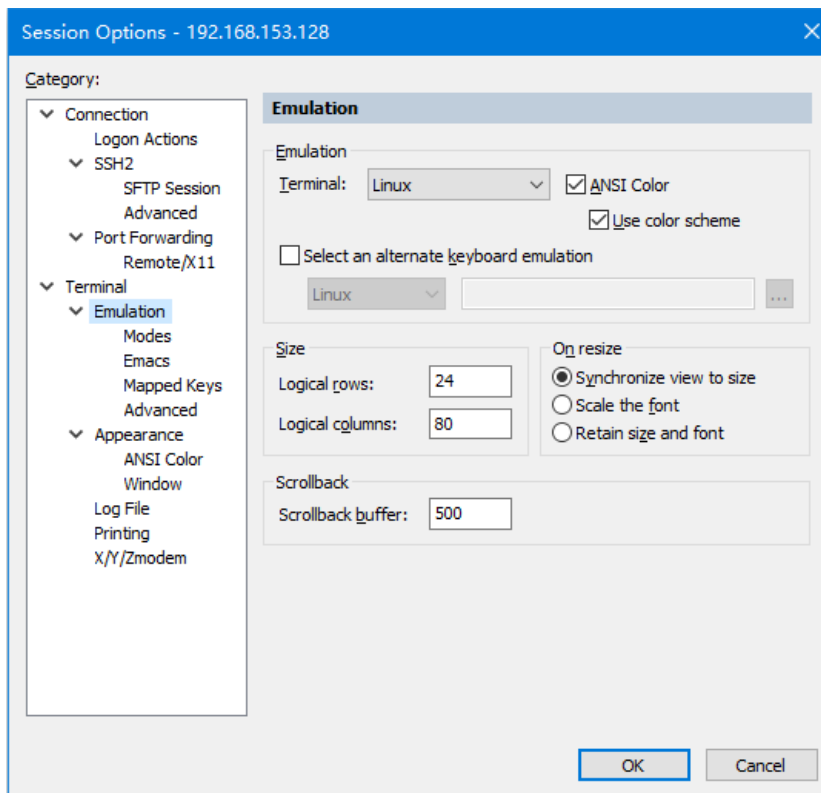 Session Options - 192.168.153.128
Category:
Connection
Logon Actions
SSH2
SFTP Session
Advanced
Port Forwarding
Remote/X11
Terminal
Emulation
Modes
Emacs
Mapped Keys
Advanced
Appearance
ANSI Color
Window
Log File
Printing
X/Y/Zmodem
Emulation
Emulation
Terminal: Linux ANSI Color
Use color scheme
Select an alternate keyboard emulation
Linux ...
Size
Logical rows: 24
Logical columns: 80
On resize
Synchronize view to size
Scale the font
Retain size and font
Scrollback
Scrollback buffer: 500
OK Cancel